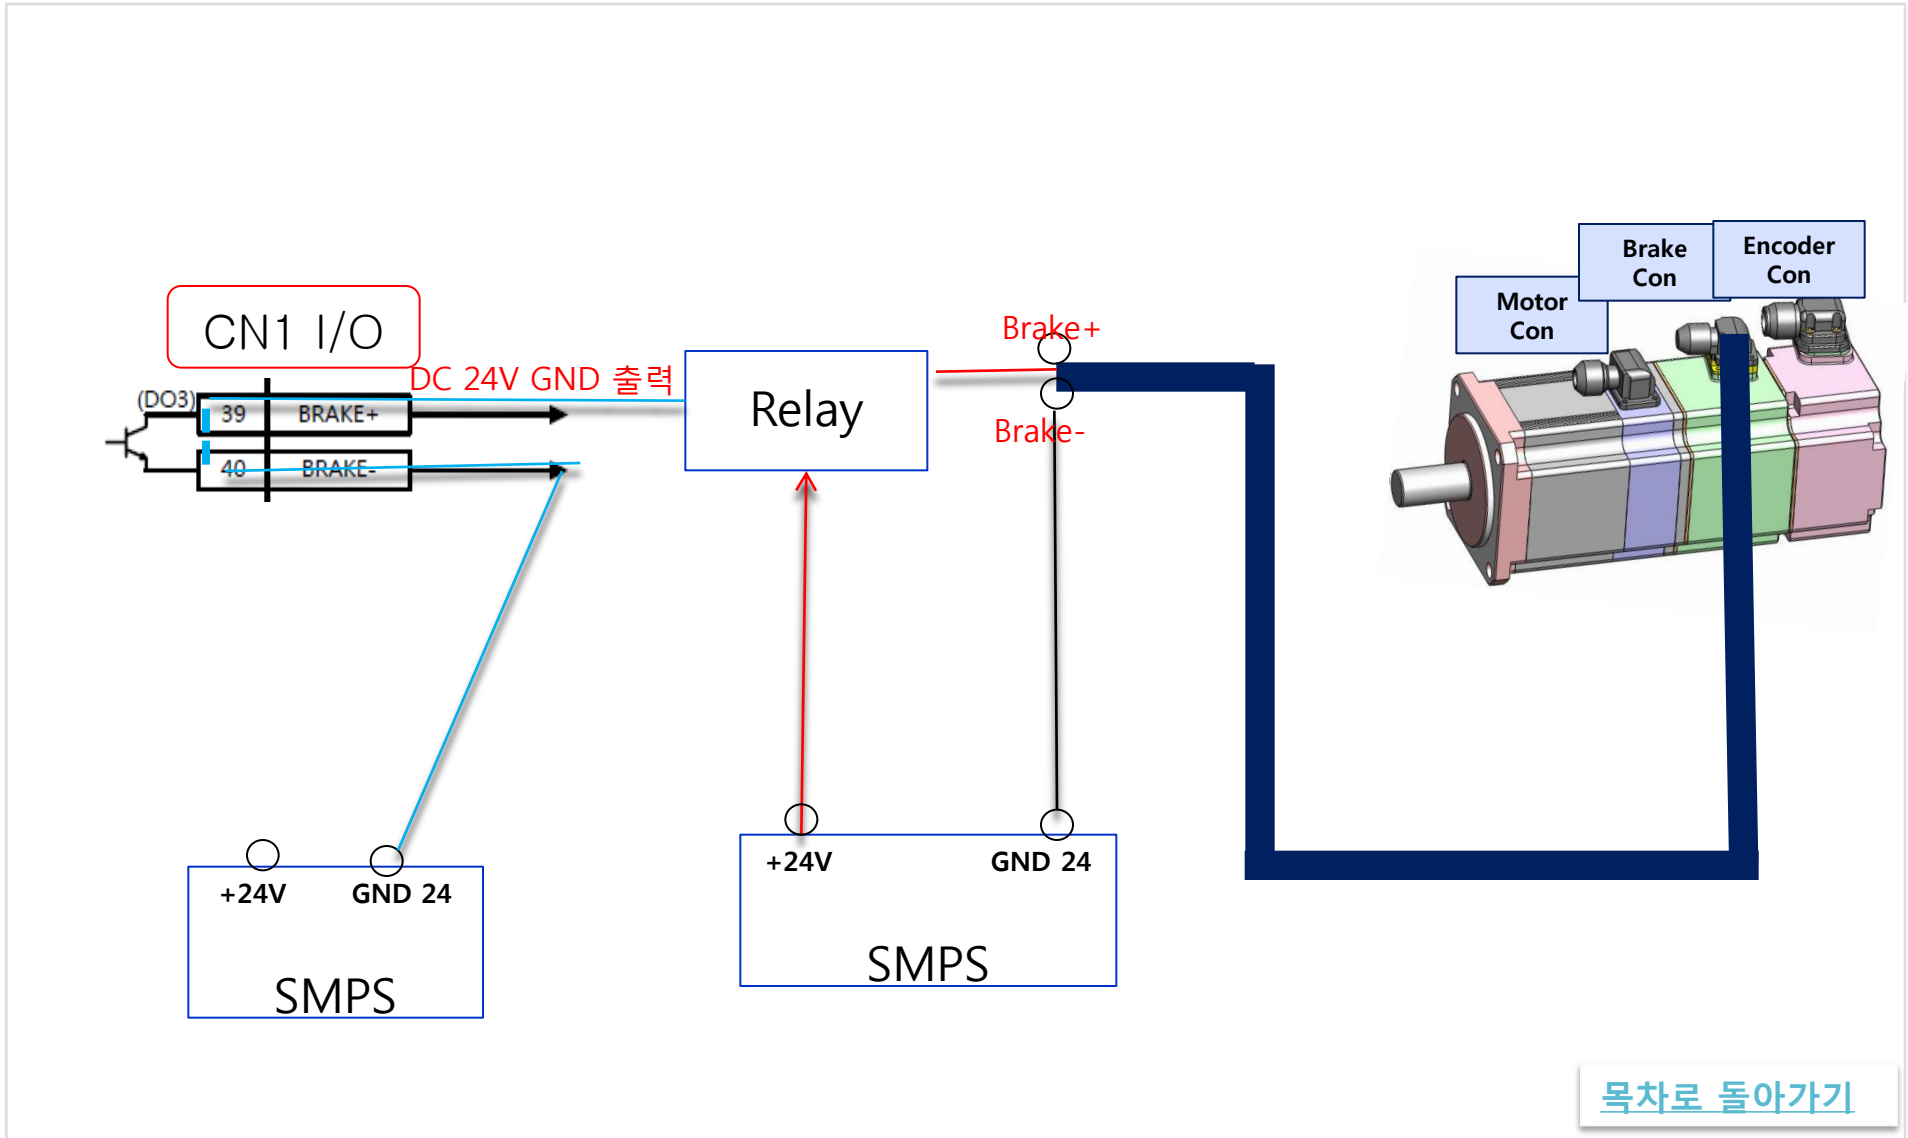 Brake
Con
Encoder
Con
Motor
Con
CN1 I/O
Brake+
DC 24V GND 출력
(DO3)
39 BRAKE+
Relay
Brake-
40 BRAKE-
+24V GND 24
SMPS
+24V GND 24
SMPS
목차로 돌아가기